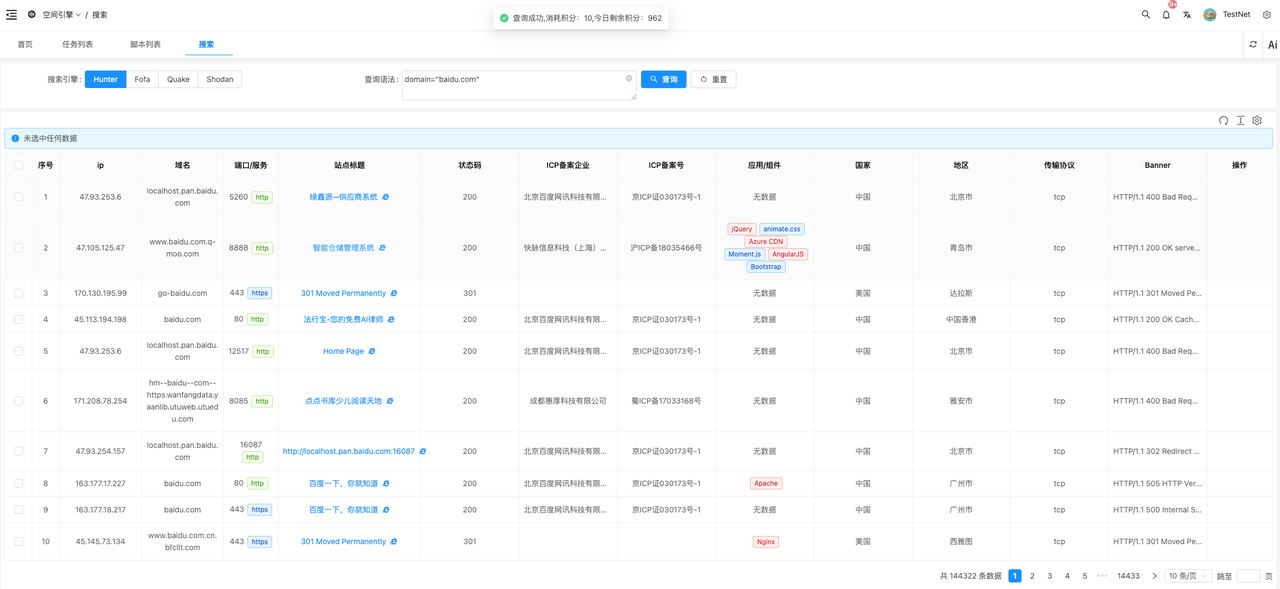 空间引擎 / 搜索
查询成功,消耗积分：10,今日剩余积分：962
9+
TestNet
首页 任务列表 脚本列表 搜索
Ai
搜索引擎: Hunter Fofa Quake Shodan
查询语法: domain="baidu.com" 查询 重置
未选中任何数据
序号 ip 域名 端口/服务 站点标题 状态码 ICP备案企业 ICP备案号 应用/组件 国家 地区 传输协议 Banner 操作
1 47.93.253.6 localhost.pan.baidu.
com 5260 http 绿鑫源—供应商系统 200 北京百度网讯科技有限... 京ICP证030173号-1 无数据 中国 北京市 tcp HTTP/1.1 400 Bad Req...
2 47.105.125.47 www.baidu.com.q-
moo.com 8888 http 智能仓储管理系统 200 快脉信息科技（上海）... 沪ICP备18035466号 jQuery animate.css
Azure CDN
Moment.js AngularJS
Bootstrap
中国 青岛市 tcp HTTP/1.1 200 OK serve...
3 170.130.195.99 go-baidu.com 443 https 301 Moved Permanently 301 无数据 美国 达拉斯 tcp HTTP/1.1 301 Moved Pe...
4 45.113.194.198 baidu.com 80 http 法行宝-您的免费AI律师 200 北京百度网讯科技有限... 京ICP证030173号-1 无数据 中国 中国香港 tcp HTTP/1.1 200 OK Cach...
5 47.93.253.6 localhost.pan.baidu.
com 12517 http Home Page 200 北京百度网讯科技有限... 京ICP证030173号-1 无数据 中国 北京市 tcp HTTP/1.1 400 Bad Req...
6 171.208.78.254 hm--baidu--com--
https.wanfangdata.y
aanlib.utuweb.utuedu
u.com 8085 http 点点书库少儿阅读天地 200 成都惠厚科技有限公司 蜀ICP备17033168号 无数据 中国 雅安市 tcp HTTP/1.1 400 Bad Req...
7 47.93.254.157 localhost.pan.baidu.
com 16087
http http://localhost.pan.baidu.com:16087 200 北京百度网讯科技有限... 京ICP证030173号-1 无数据 中国 北京市 tcp HTTP/1.1 302 Redirect ...
8 163.177.17.227 baidu.com 80 http 百度一下，你就知道 200 北京百度网讯科技有限... 京ICP证030173号-1 Apache 中国 广州市 tcp HTTP/1.1 505 HTTP Ver...
9 163.177.18.217 baidu.com 443 https 百度一下，你就知道 200 北京百度网讯科技有限... 京ICP证030173号-1 无数据 中国 广州市 tcp HTTP/1.1 500 Internal S...
10 45.145.73.134 www.baidu.com.cn.
bfcllt.com 443 https 301 Moved Permanently 301 Nginx 美国 西雅图 tcp HTTP/1.1 301 Moved Pe...
共 144322 条数据 1 2 3 4 5 ••• 14433 10 条/页 跳至 页